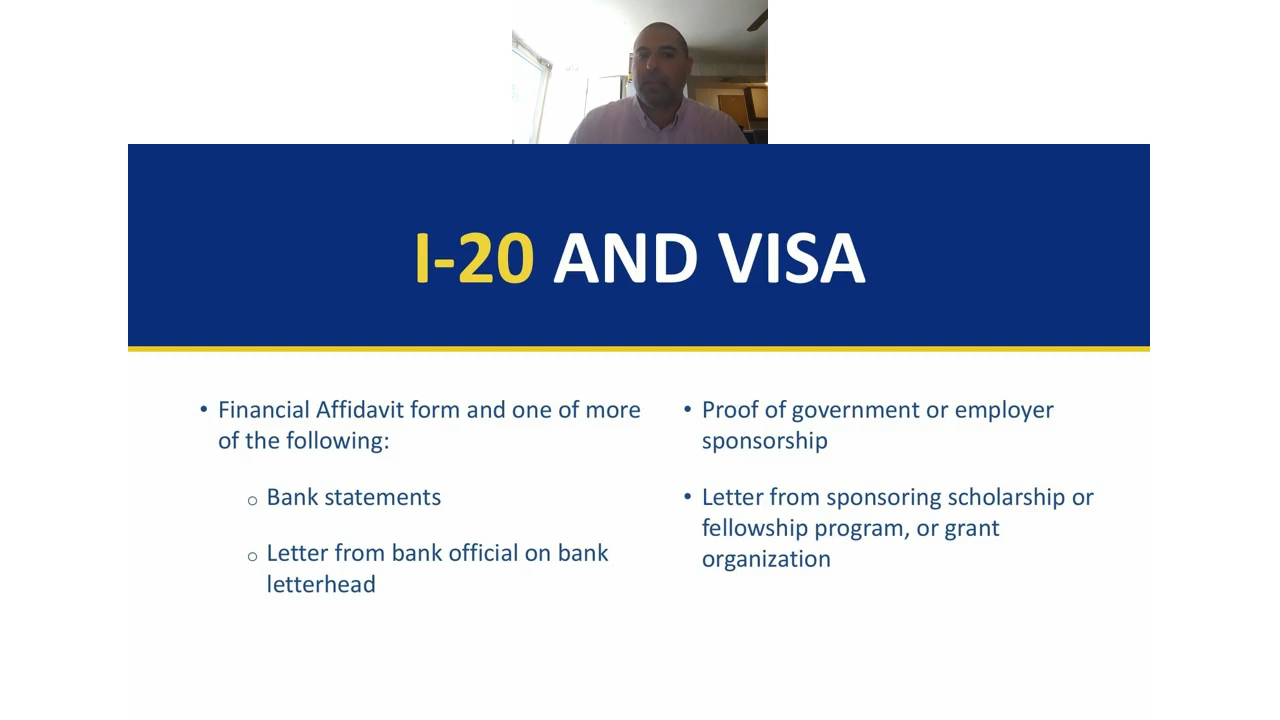 I-20 AND VISA
• Financial Affidavit form and one of more
of the following:
o Bank statements
o Letter from bank official on bank
letterhead
• Proof of government or employer
sponsorship
• Letter from sponsoring scholarship or
fellowship program, or grant
organization